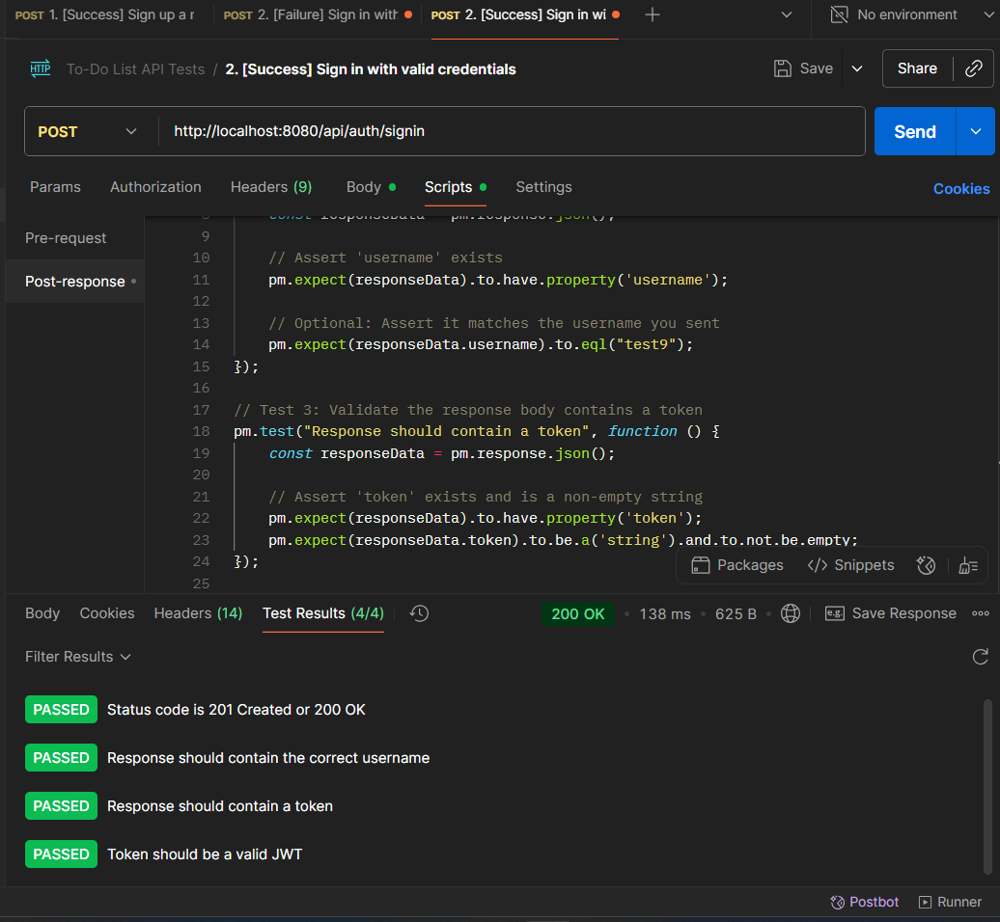 POST 1. [Success] Sign up a r
POST 2. [Failure] Sign in with
POST 2. [Success] Sign in wi
No environment
HTTP To-Do List API Tests / 2. [Success] Sign in with valid credentials
Save
Share
POST http://localhost:8080/api/auth/signin
Send
Params Authorization Headers (9) Body Scripts Settings
Cookies
Pre-request
Post-response
8 const responseData = pm.response.json();
9
10 // Assert 'username' exists
11 pm.expect(responseData).to.have.property('username');
12
13 // Optional: Assert it matches the username you sent
14 pm.expect(responseData.username).to.eql("test9");
15 });
16
17 // Test 3: Validate the response body contains a token
18 pm.test("Response should contain a token", function () {
19 const responseData = pm.response.json();
20
21 // Assert 'token' exists and is a non-empty string
22 pm.expect(responseData).to.have.property('token');
23 pm.expect(responseData.token).to.be.a('string').and.to.not.be.empty;
24 });
25
Packages </> Snippets
Body Cookies Headers (14) Test Results (4/4)
200 OK • 138 ms • 625 B •
e.g. Save Response
Filter Results
PASSED Status code is 201 Created or 200 OK
PASSED Response should contain the correct username
PASSED Response should contain a token
PASSED Token should be a valid JWT
Postbot Runner